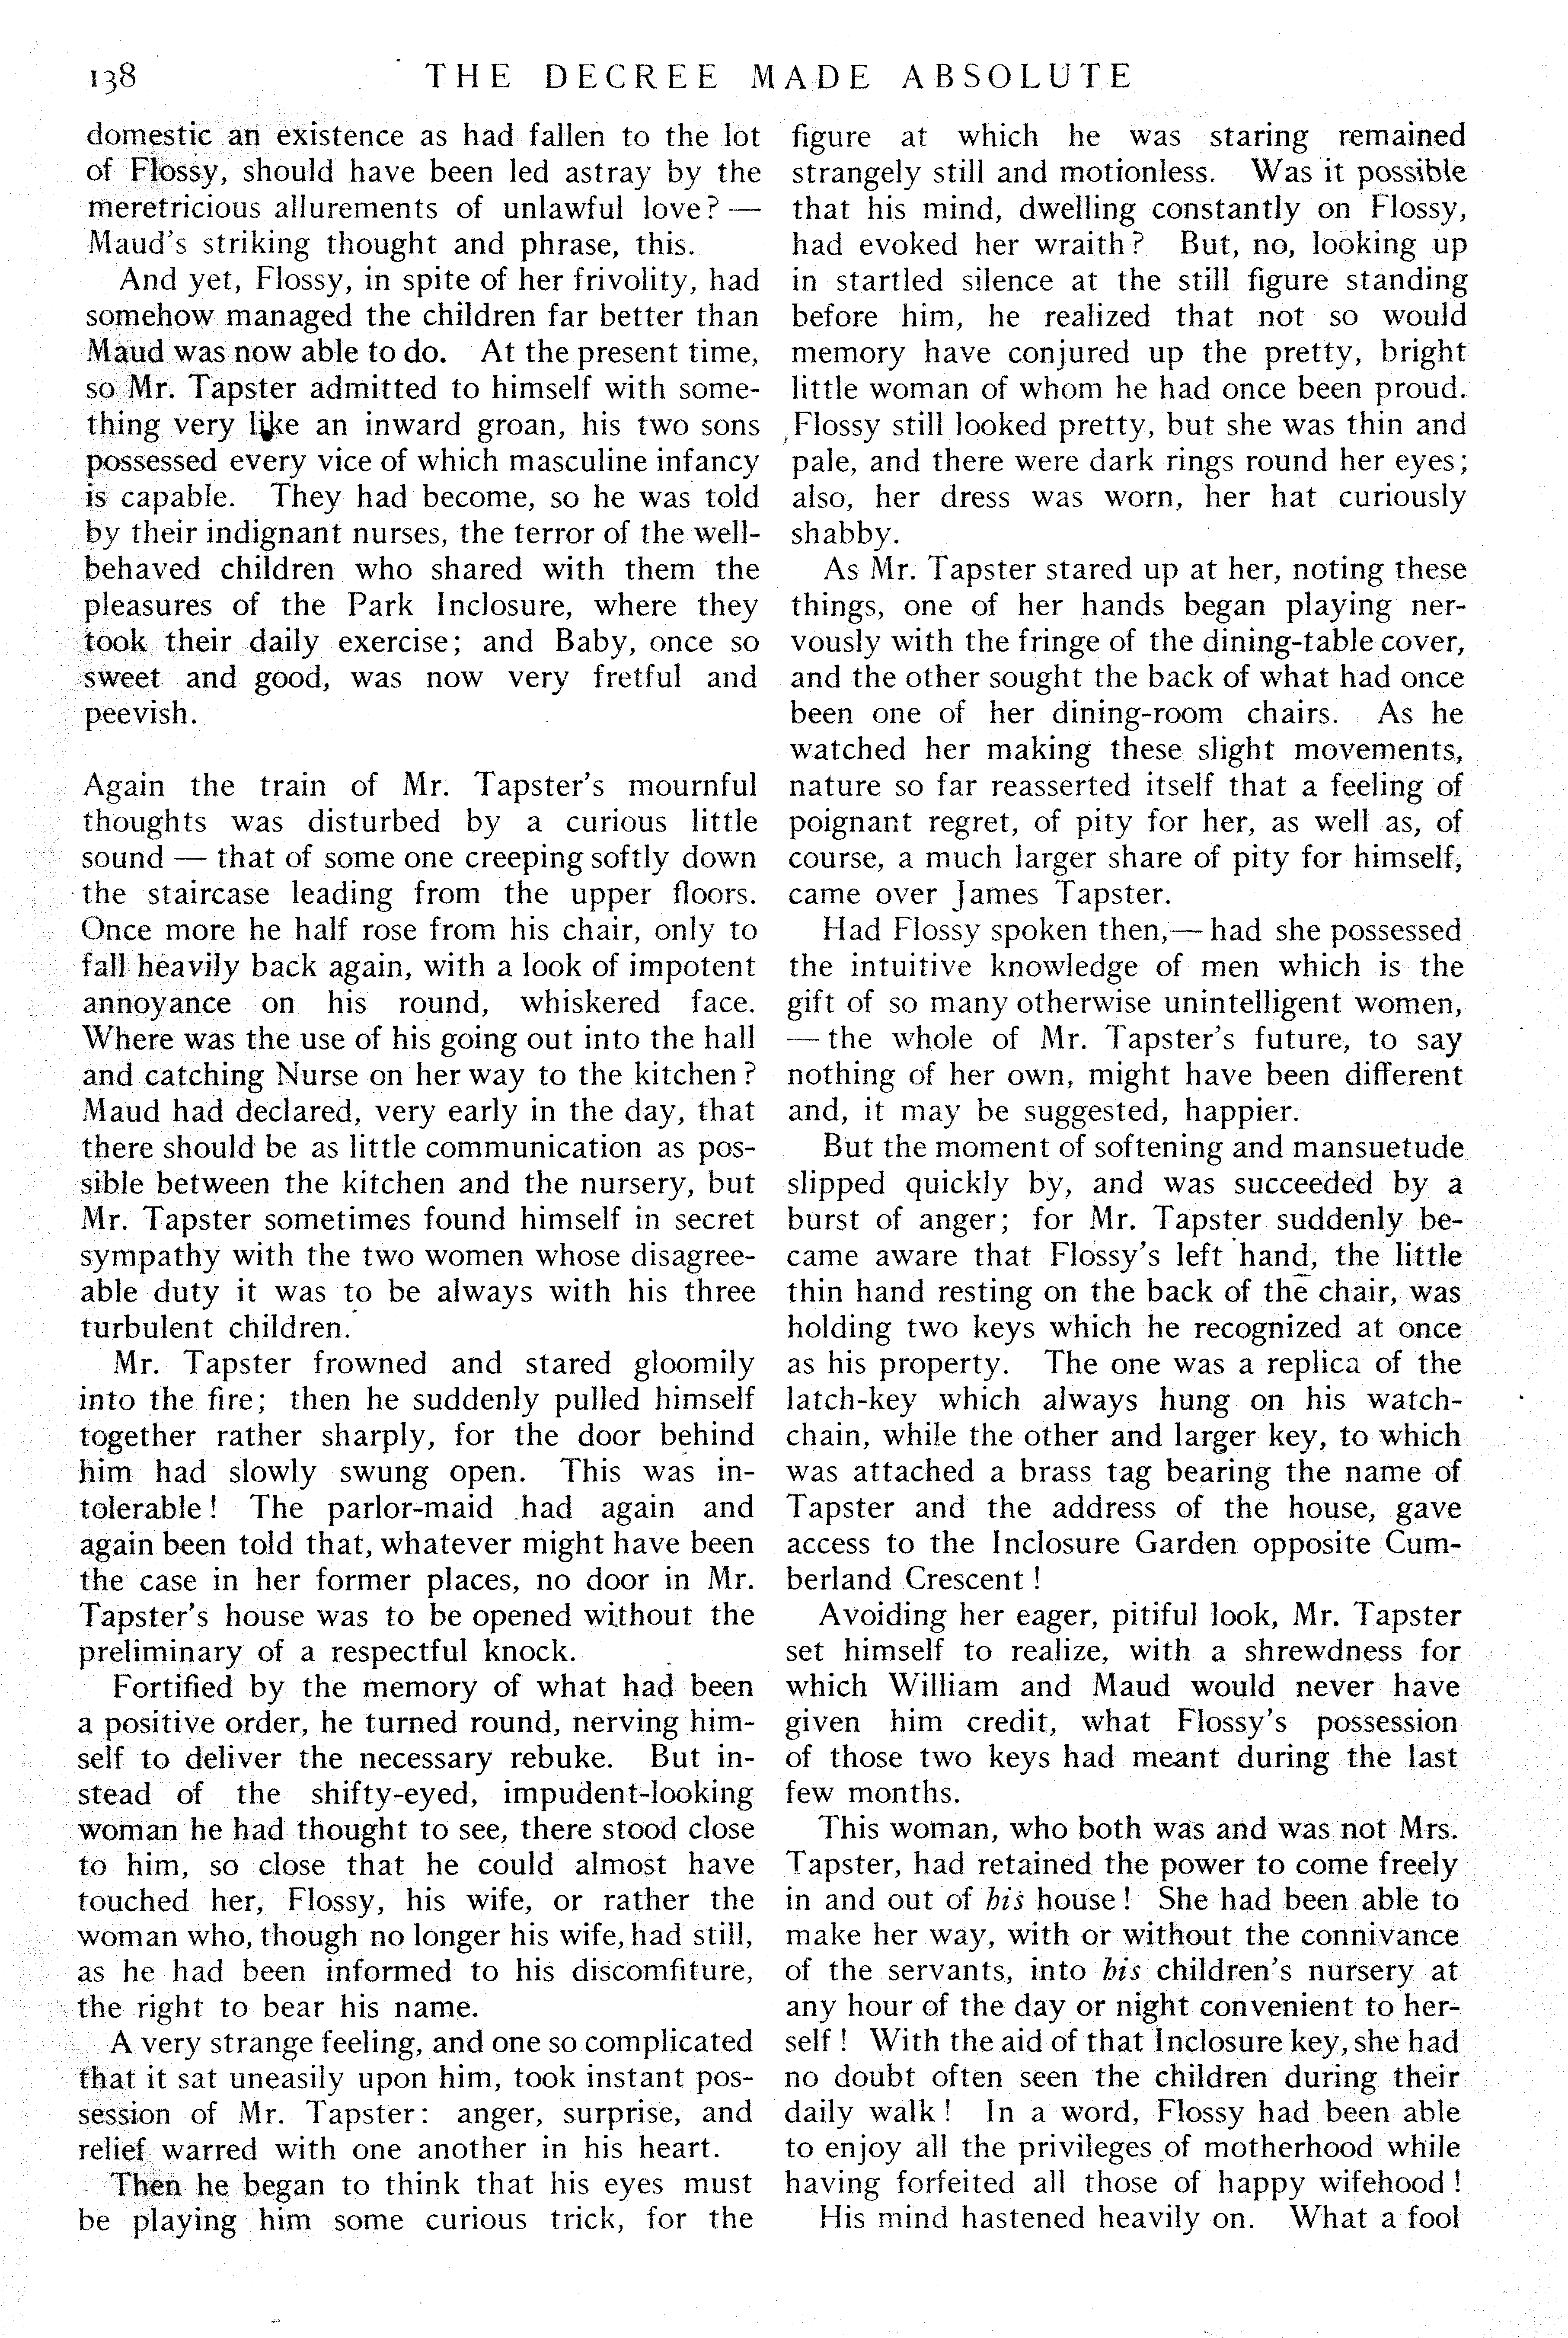 138
THE DECREE MADE ABSOLUTE
domestic an existence as had fallen to the lot
of Flossy, should have been led astray by the
meretricious allurements of unlawful love? —
Maud's striking thought and phrase, this.
And yet, Flossy, in spite of her frivolity, had
somehow managed the children far better than
Maud was now able to do. At the present time,
so Mr. Tapster admitted to himself with some-
thing very like an inward groan, his two sons
possessed every vice of which masculine infancy
is capable. They had become, so he was told
by their indignant nurses, the terror of the well-
behaved children who shared with them the
pleasures of the Park Inclosure, where they
took their daily exercise; and Baby, once so
sweet and good, was now very fretful and
peevish.
Again the train of Mr. Tapster's mournful
thoughts was disturbed by a curious little
sound — that of some one creeping softly down
the staircase leading from the upper floors.
Once more he half rose from his chair, only to
fall heavily back again, with a look of impotent
annoyance on his round, whiskered face.
Where was the use of his going out into the hall
and catching Nurse on her way to the kitchen?
Maud had declared, very early in the day, that
there should be as little communication as pos-
sible between the kitchen and the nursery, but
Mr. Tapster sometimes found himself in secret
sympathy with the two women whose disagree-
able duty it was to be always with his three
turbulent children.
Mr. Tapster frowned and stared gloomily
into the fire; then he suddenly pulled himself
together rather sharply, for the door behind
him had slowly swung open. This was in-
tolerable! The parlor-maid had again and
again been told that, whatever might have been
the case in her former places, no door in Mr.
Tapster's house was to be opened without the
preliminary of a respectful knock.
Fortified by the memory of what had been
a positive order, he turned round, nerving him-
self to deliver the necessary rebuke. But in-
stead of the shifty-eyed, impudent-looking
woman he had thought to see, there stood close
to him, so close that he could almost have
touched her, Flossy, his wife, or rather the
woman who, though no longer his wife, had still,
as he had been informed to his discomfiture,
the right to bear his name.
A very strange feeling, and one so complicated
that it sat uneasily upon him, took instant pos-
session of Mr. Tapster: anger, surprise, and
relief warred with one another in his heart.
Then he began to think that his eyes must
be playing him some curious trick, for the
figure at which he was staring remained
strangely still and motionless. Was it possible
that his mind, dwelling constantly on Flossy,
had evoked her wraith? But, no, looking up
in startled silence at the still figure standing
before him, he realized that not so would
memory have conjured up the pretty, bright
little woman of whom he had once been proud.
Flossy still looked pretty, but she was thin and
pale, and there were dark rings round her eyes;
also, her dress was worn, her hat curiously
shabby.
As Mr. Tapster stared up at her, noting these
things, one of her hands began playing ner-
vously with the fringe of the dining-table cover,
and the other sought the back of what had once
been one of her dining-room chairs. As he
watched her making these slight movements,
nature so far reasserted itself that a feeling of
poignant regret, of pity for her, as well as, of
course, a much larger share of pity for himself,
came over James Tapster.
Had Flossy spoken then,— had she possessed
the intuitive knowledge of men which is the
gift of so many otherwise unintelligent women,
— the whole of Mr. Tapster's future, to say
nothing of her own, might have been different
and, it may be suggested, happier.
But the moment of softening and mansuetude
slipped quickly by, and was succeeded by a
burst of anger; for Mr. Tapster suddenly be-
came aware that Flossy's left hand, the little
thin hand resting on the back of the chair, was
holding two keys which he recognized at once
as his property. The one was a replica of the
latch-key which always hung on his watch-
chain, while the other and larger key, to which
was attached a brass tag bearing the name of
Tapster and the address of the house, gave
access to the Inclosure Garden opposite Cum-
berland Crescent!
Avoiding her eager, pitiful look, Mr. Tapster
set himself to realize, with a shrewdness for
which William and Maud would never have
given him credit, what Flossy's possession
of those two keys had meant during the last
few months.
This woman, who both was and was not Mrs.
Tapster, had retained the power to come freely
in and out of his house! She had been able to
make her way, with or without the connivance
of the servants, into his children's nursery at
any hour of the day or night convenient to her-
self! With the aid of that Inclosure key, she had
no doubt often seen the children during their
daily walk! In a word, Flossy had been able
to enjoy all the privileges of motherhood while
having forfeited all those of happy wifehood!
His mind hastened heavily on. What a fool